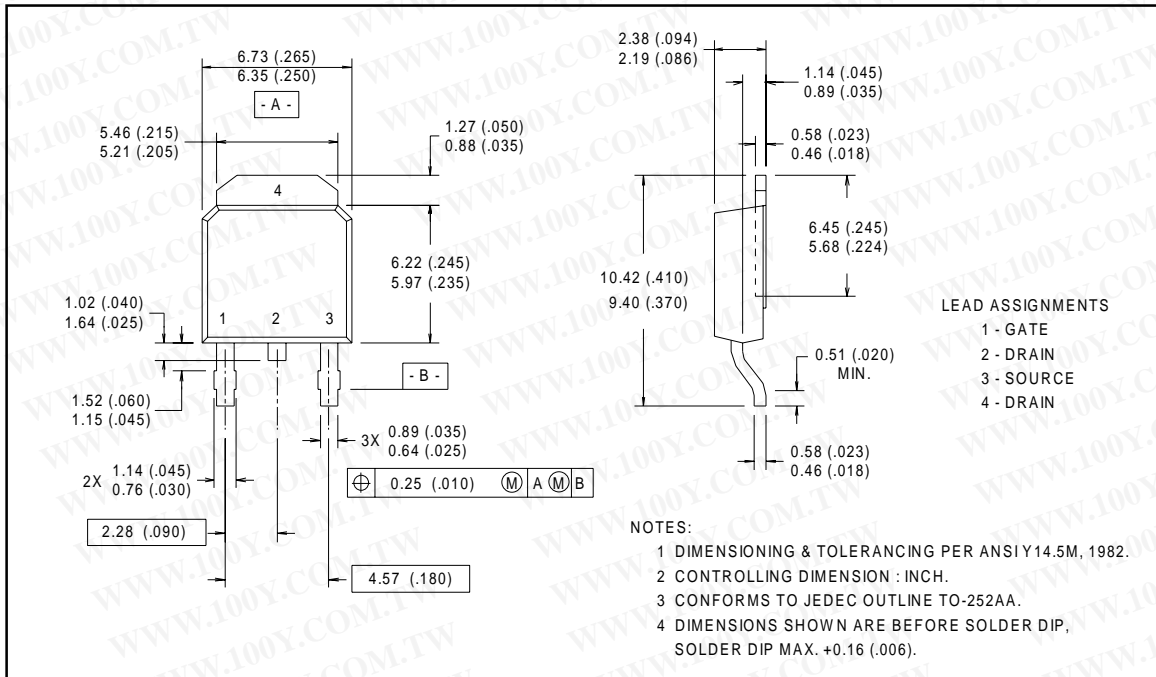 6.73 (.265)
6.35 (.250)
- A -
5.46 (.215)
5.21 (.205)
1.27 (.050)
0.88 (.035)
4
6.22 (.245)
5.97 (.235)
1.02 (.040)
1.64 (.025)
1 2 3
- B -
1.52 (.060)
1.15 (.045)
3X 0.89 (.035)
0.64 (.025)
2X 1.14 (.045)
0.76 (.030)
⌖ 0.25 (.010) Ⓜ A Ⓜ B
2.28 (.090)
4.57 (.180)
2.38 (.094)
2.19 (.086)
1.14 (.045)
0.89 (.035)
0.58 (.023)
0.46 (.018)
6.45 (.245)
5.68 (.224)
10.42 (.410)
9.40 (.370)
0.51 (.020)
MIN.
0.58 (.023)
0.46 (.018)
LEAD ASSIGNMENTS
1 - GATE
2 - DRAIN
3 - SOURCE
4 - DRAIN
NOTES:
1 DIMENSIONING & TOLERANCING PER ANSI Y14.5M, 1982.
2 CONTROLLING DIMENSION : INCH.
3 CONFORMS TO JEDEC OUTLINE TO-252AA.
4 DIMENSIONS SHOWN ARE BEFORE SOLDER DIP,
SOLDER DIP MAX. +0.16 (.006).
WWW.100Y.COM.TW